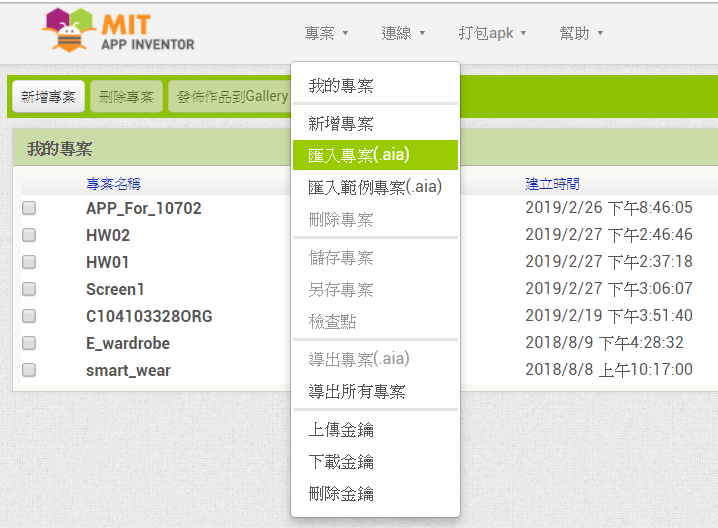 MIT
APP INVENTOR
專案 連線 打包apk 幫助
新增專案 刪除專案 發佈作品到Gallery
我的專案
新增專案
匯入專案(.aia)
匯入範例專案(.aia)
刪除專案
儲存專案
另存專案
檢查點
導出專案(.aia)
導出所有專案
上傳金鑰
下載金鑰
刪除金鑰
我的專案
專案名稱 建立時間
APP_For_10702 2019/2/26 下午8:46:05
HW02 2019/2/27 下午2:46:46
HW01 2019/2/27 下午2:37:18
Screen1 2019/2/27 下午3:06:07
C104103328ORG 2019/2/19 下午3:51:40
E_wardrobe 2018/8/9 下午4:28:32
smart_wear 2018/8/8 上午10:17:00